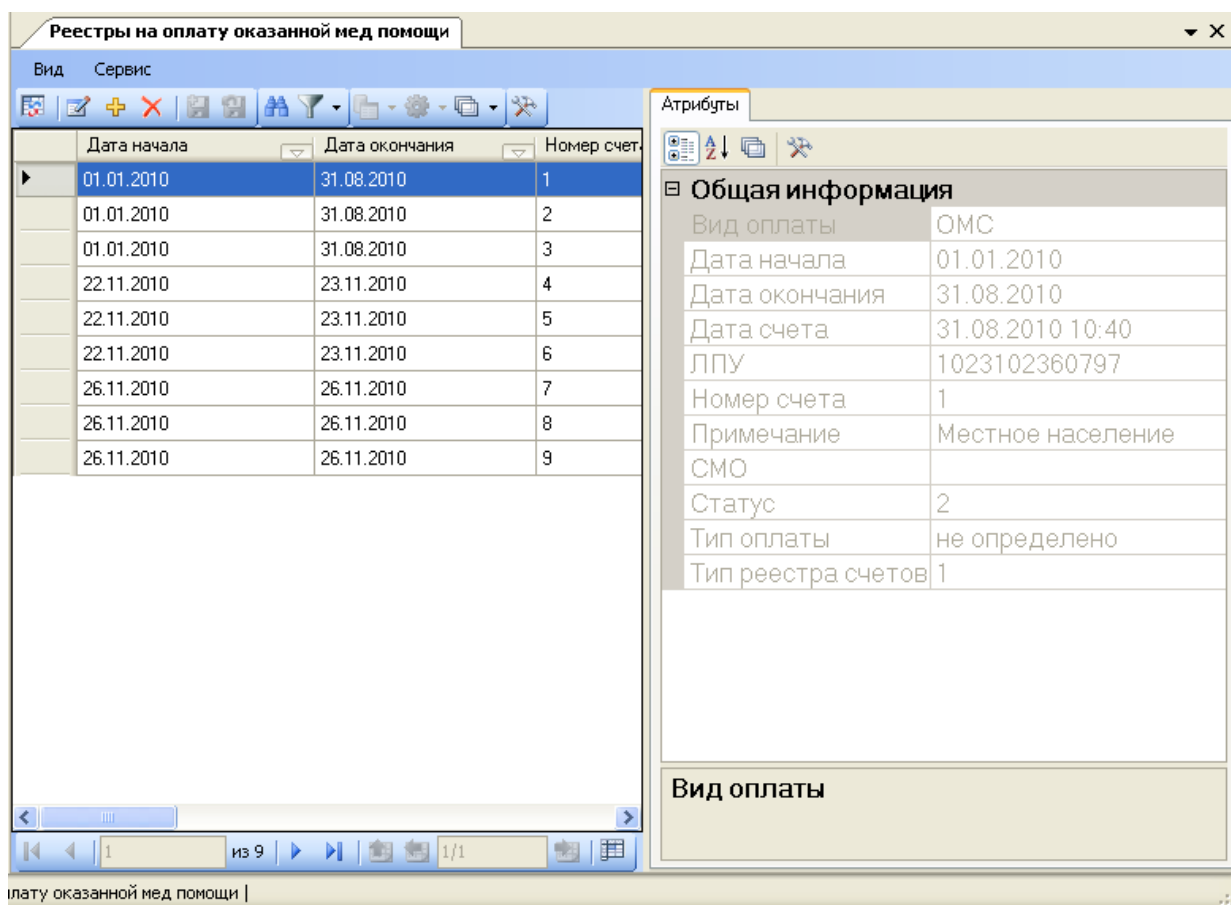 Реестры на оплату оказанной мед помощи
Вид Сервис
Атрибуты
Дата начала Дата окончания Номер счет
01.01.2010 31.08.2010 1
01.01.2010 31.08.2010 2
01.01.2010 31.08.2010 3
22.11.2010 23.11.2010 4
22.11.2010 23.11.2010 5
22.11.2010 23.11.2010 6
26.11.2010 26.11.2010 7
26.11.2010 26.11.2010 8
26.11.2010 26.11.2010 9
1 из 9 1/1
Общая информация
Вид оплаты ОМС
Дата начала 01.01.2010
Дата окончания 31.08.2010
Дата счета 31.08.2010 10:40
ЛПУ 1023102360797
Номер счета 1
Примечание Местное население
СМО
Статус 2
Тип оплаты не определено
Тип реестра счетов 1
Вид оплаты
лату оказанной мед помощи |